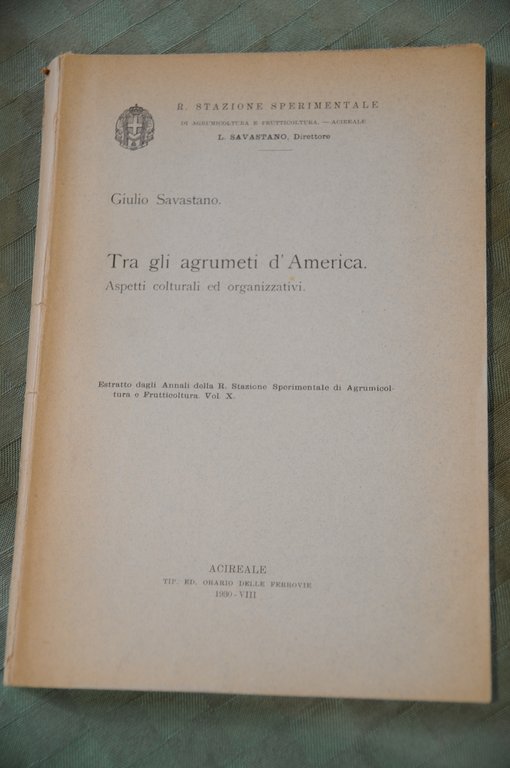 R. STAZIONE SPERIMENTALE
DI AGRUMICOLTURA E FRUTTICOLTURA. — ACIREALE
L. SAVASTANO, Direttore
Giulio Savastano.
Tra gli agrumeti d'America.
Aspetti colturali ed organizzativi.
Estratto dagli Annali della R. Stazione Sperimentale di Agrumicol-
tura e Frutticoltura. Vol. X.
ACIREALE
TIP. ED. ORARIO DELLE FERROVIE
1930 - VIII